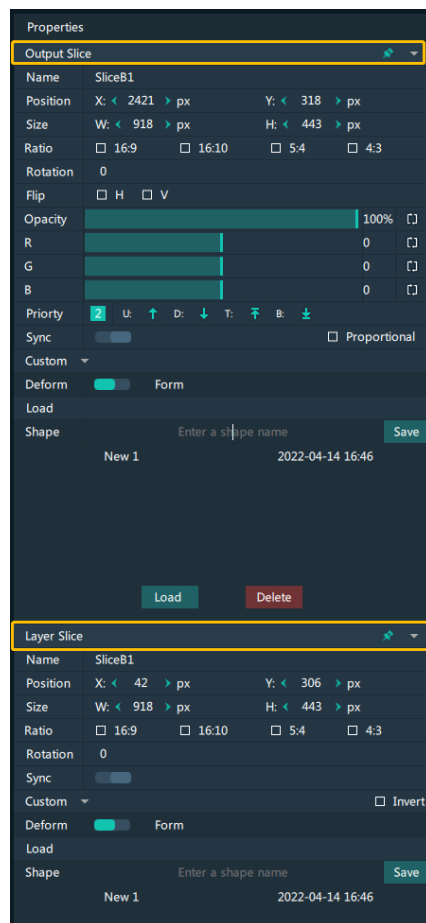 Properties
Output Slice
Name SliceB1
Position X: 2421 px Y: 318 px
Size W: 918 px H: 443 px
Ratio 16:9 16:10 5:4 4:3
Rotation 0
Flip H V
Opacity 100%
R 0
G 0
B 0
Priorty 2 U: D: T: B:
Sync Proportional
Custom
Deform Form
Load
Shape Enter a shape name Save
New 1 2022-04-14 16:46
Load Delete
Layer Slice
Name SliceB1
Position X: 42 px Y: 306 px
Size W: 918 px H: 443 px
Ratio 16:9 16:10 5:4 4:3
Rotation 0
Sync
Custom Invert
Deform Form
Load
Shape Enter a shape name Save
New 1 2022-04-14 16:46